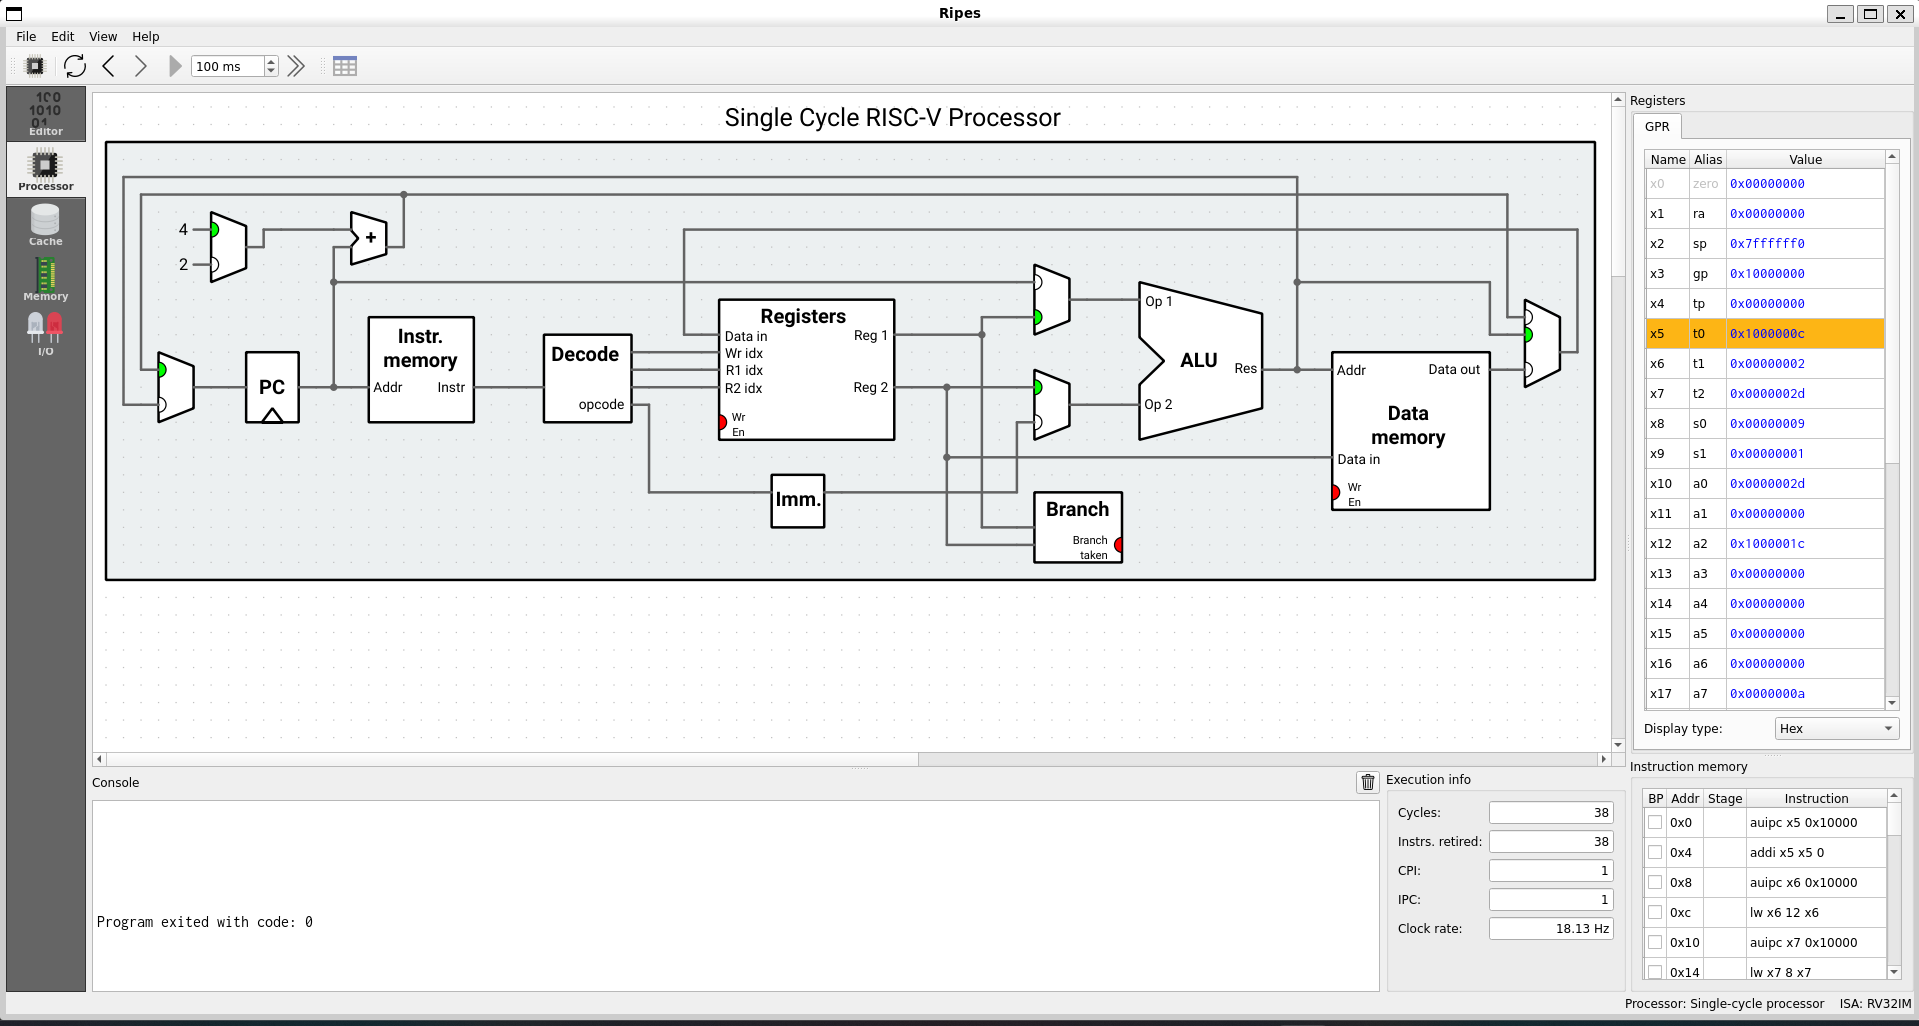 Ripes
File Edit View Help
100 ms
Editor
Processor
Cache
Memory
I/O
Single Cycle RISC-V Processor
4
2
+
PC
Instr. memory
Addr Instr
Decode
opcode
Registers
Data in
Wr idx
R1 idx
R2 idx
Wr En
Reg 1
Reg 2
Imm.
Branch
Branch taken
Op 1
ALU
Op 2
Res
Addr Data out
Data memory
Data in
Wr En
Registers
GPR
Name Alias Value
x0 zero 0x00000000
x1 ra 0x00000000
x2 sp 0x7ffffff0
x3 gp 0x10000000
x4 tp 0x00000000
x5 t0 0x1000000c
x6 t1 0x00000002
x7 t2 0x0000002d
x8 s0 0x00000009
x9 s1 0x00000001
x10 a0 0x0000002d
x11 a1 0x00000000
x12 a2 0x1000001c
x13 a3 0x00000000
x14 a4 0x00000000
x15 a5 0x00000000
x16 a6 0x00000000
x17 a7 0x0000000a
Display type: Hex
Console
Program exited with code: 0
Execution info
Cycles: 38
Instrs. retired: 38
CPI: 1
IPC: 1
Clock rate: 18.13 Hz
Instruction memory
BP Addr Stage Instruction
0x0 auipc x5 0x10000
0x4 addi x5 x5 0
0x8 auipc x6 0x10000
0xc lw x6 12 x6
0x10 auipc x7 0x10000
0x14 lw x7 8 x7
Processor: Single-cycle processor ISA: RV32IM